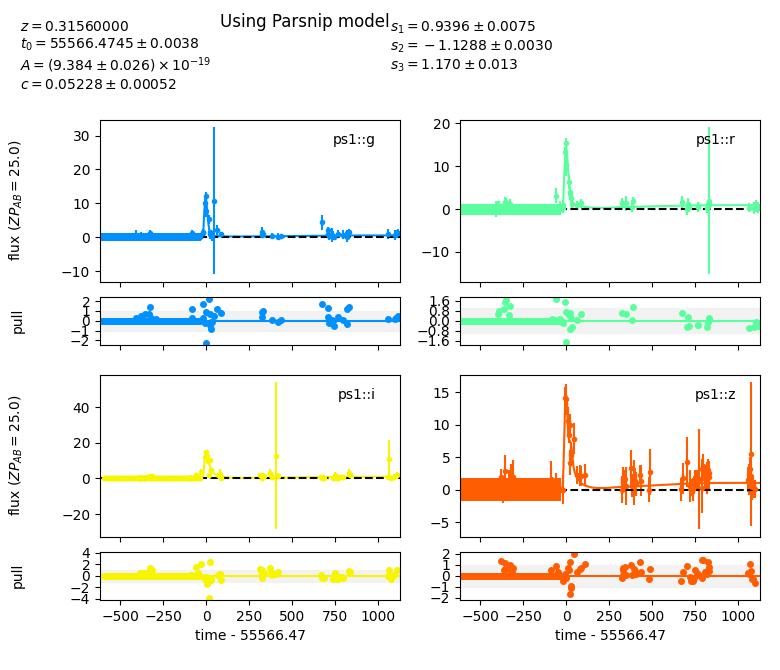 Using Parsnip model
z = 0.31560000
t₀ = 55566.4745 ± 0.0038
A = (9.384 ± 0.026) × 10⁻¹⁹
c = 0.05228 ± 0.00052
s₁ = 0.9396 ± 0.0075
s₂ = −1.1288 ± 0.0030
s₃ = 1.170 ± 0.013
flux (ZP_AB = 25.0)
30
20
10
0
−10
ps1::g
20
10
0
−10
ps1::r
pull
2
1
0
−1
−2
1.6
0.8
0.0
−0.8
−1.6
flux (ZP_AB = 25.0)
40
20
0
−20
ps1::i
15
10
5
0
−5
ps1::z
pull
4
2
0
−2
−4
2
1
0
−1
−2
−500 −250 0 250 500 750 1000
−500 −250 0 250 500 750 1000
time - 55566.47
time - 55566.47